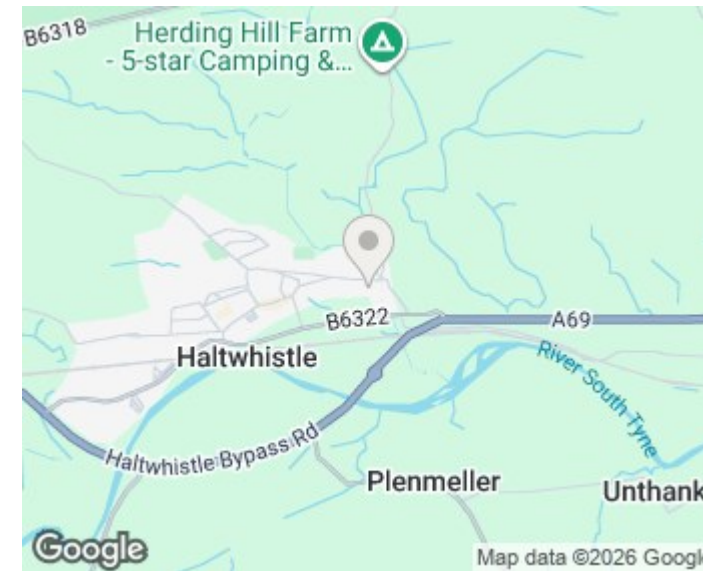 B6318
Herding Hill Farm
- 5-star Camping &...
B6322
A69
Haltwhistle
River South Tyne
Haltwhistle Bypass Rd
Plenmeller
Unthank
Google
Map data ©2026 Google